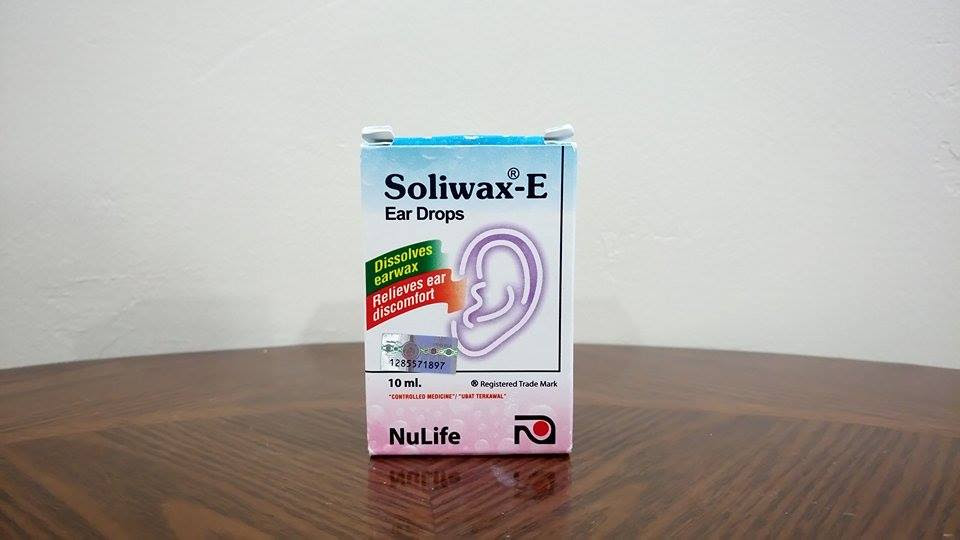 Soliwax®-E
Ear Drops
Dissolves
earwax
Relieves ear
discomfort
1285571897
10 ml.
® Registered Trade Mark
"CONTROLLED MEDICINE"/ "UBAT TERKAWAL"
NuLife